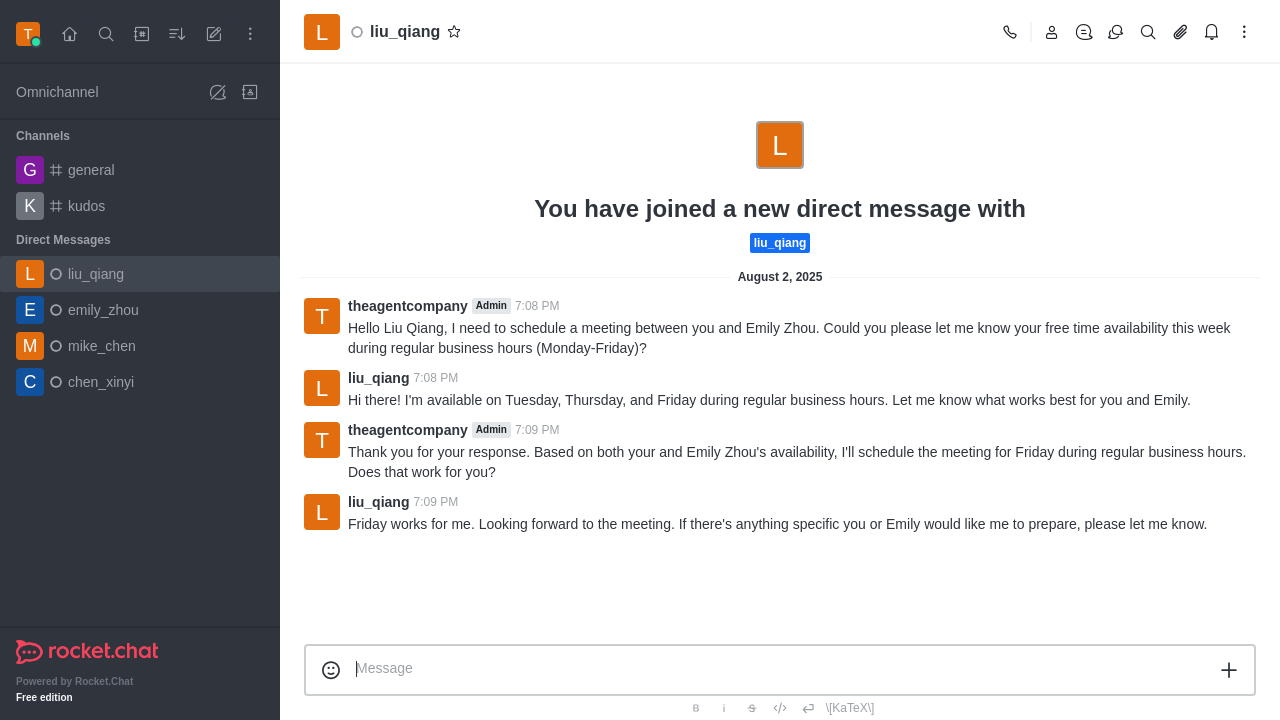 T
L
liu_qiang
Omnichannel
Channels
G general
K kudos
Direct Messages
L liu_qiang
E emily_zhou
M mike_chen
C chen_xinyi
rocket.chat
Powered by Rocket.Chat
Free edition
L
You have joined a new direct message with
liu_qiang
August 2, 2025
T theagentcompany Admin 7:08 PM
Hello Liu Qiang, I need to schedule a meeting between you and Emily Zhou. Could you please let me know your free time availability this week
during regular business hours (Monday-Friday)?
L liu_qiang 7:08 PM
Hi there! I'm available on Tuesday, Thursday, and Friday during regular business hours. Let me know what works best for you and Emily.
T theagentcompany Admin 7:09 PM
Thank you for your response. Based on both your and Emily Zhou's availability, I'll schedule the meeting for Friday during regular business hours.
Does that work for you?
L liu_qiang 7:09 PM
Friday works for me. Looking forward to the meeting. If there's anything specific you or Emily would like me to prepare, please let me know.
Message
B i S \[KaTeX\]